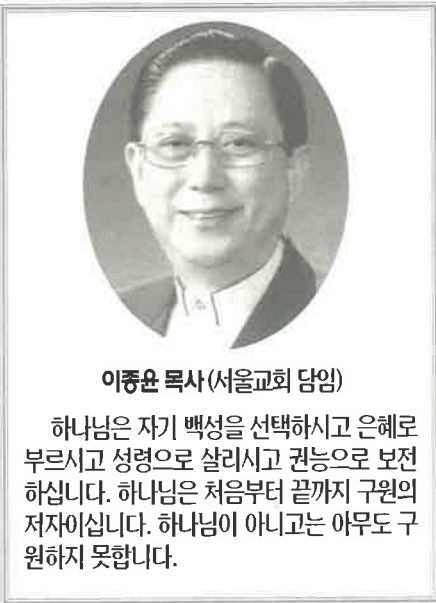 이종윤 목사 (서울교회 담임)
하나님은 자기 백성을 선택하시고 은혜로
부르시고 성령으로 살리시고 권능으로 보전
하십니다. 하나님은 처음부터 끝까지 구원의
저자이십니다. 하나님이 아니고는 아무도 구
원하지 못합니다.